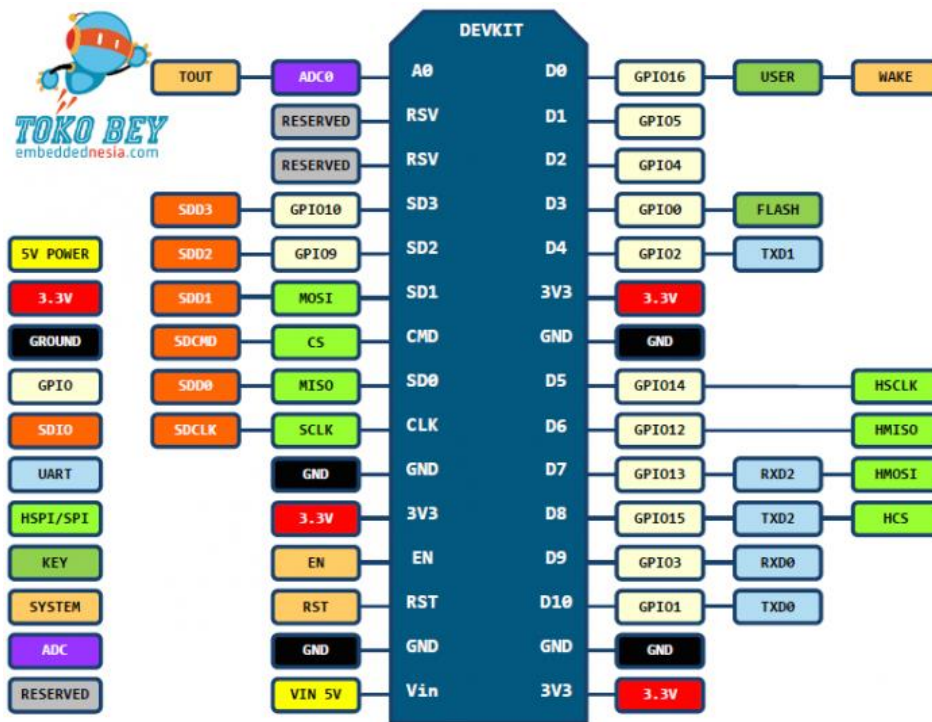 DEVKIT
TOKO BEY
embeddednesia.com
TOUT ADC0 A0 D0 GPIO16 USER WAKE
RESERVED RSV D1 GPIO5
RESERVED RSV D2 GPIO4
SDD3 GPIO10 SD3 D3 GPIO0 FLASH
5V POWER SDD2 GPIO9 SD2 D4 GPIO2 TXD1
3.3V SDD1 MOSI SD1 3V3 3.3V
GROUND SDCMD CS CMD GND GND
GPIO SDD0 MISO SD0 D5 GPIO14 HSCLK
SDIO SDCLK SCLK CLK D6 GPIO12 HMISO
UART GND GND D7 GPIO13 RXD2 HMOSI
HSPI/SPI 3.3V 3V3 D8 GPIO15 TXD2 HCS
KEY EN EN D9 GPIO3 RXD0
SYSTEM RST RST D10 GPIO1 TXD0
ADC GND GND GND GND
RESERVED VIN 5V Vin 3V3 3.3V